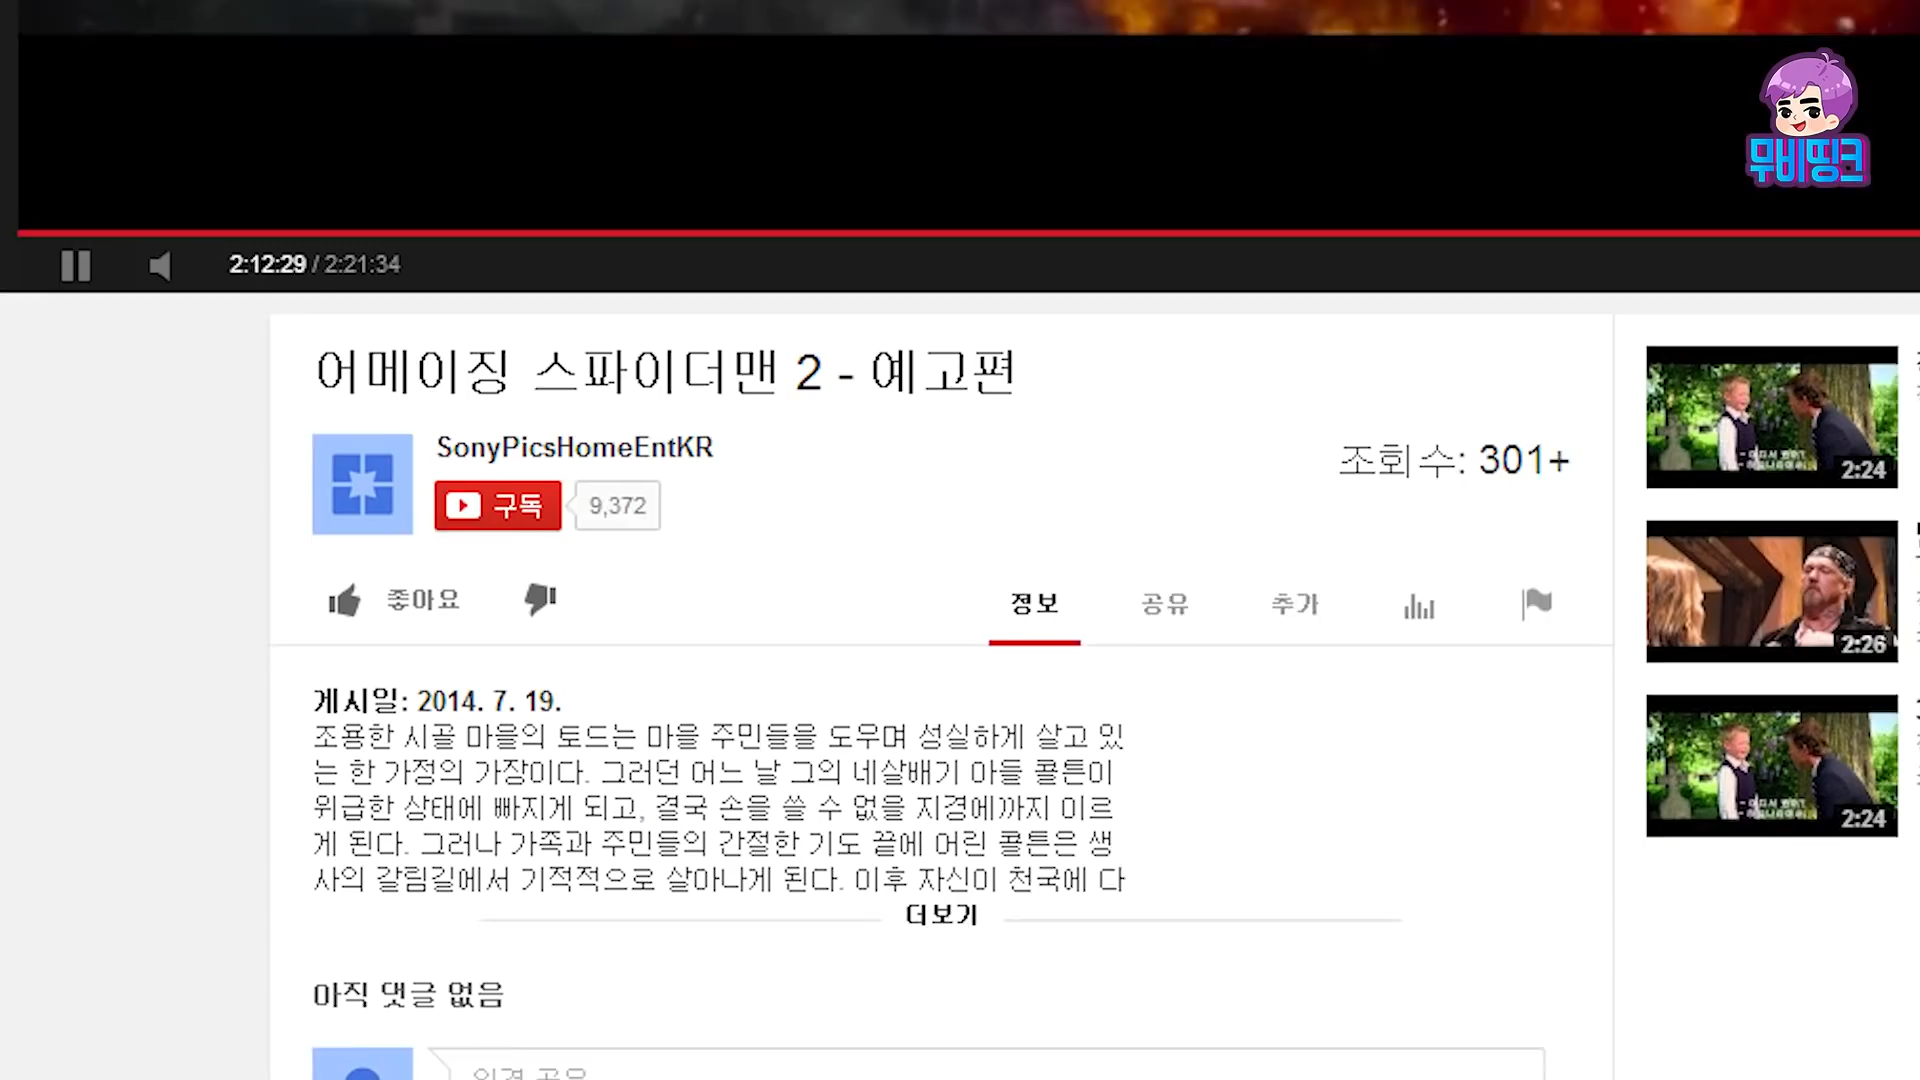 무비띵크
2:12:29 / 2:21:34
어메이징 스파이더맨 2 - 예고편
SonyPicsHomeEntKR
구독 9,372
조회수: 301+
좋아요
정보 공유 추가
게시일: 2014. 7. 19.
조용한 시골 마을의 토드는 마을 주민들을 도우며 성실하게 살고 있
는 한 가정의 가장이다. 그러던 어느 날 그의 네살배기 아들 콜튼이
위급한 상태에 빠지게 되고, 결국 손을 쓸 수 없을 지경에까지 이르
게 된다. 그러나 가족과 주민들의 간절한 기도 끝에 어린 콜튼은 생
사의 갈림길에서 기적적으로 살아나게 된다. 이후 자신이 천국에 다
더보기
아직 댓글 없음
2:24
2:26
2:24